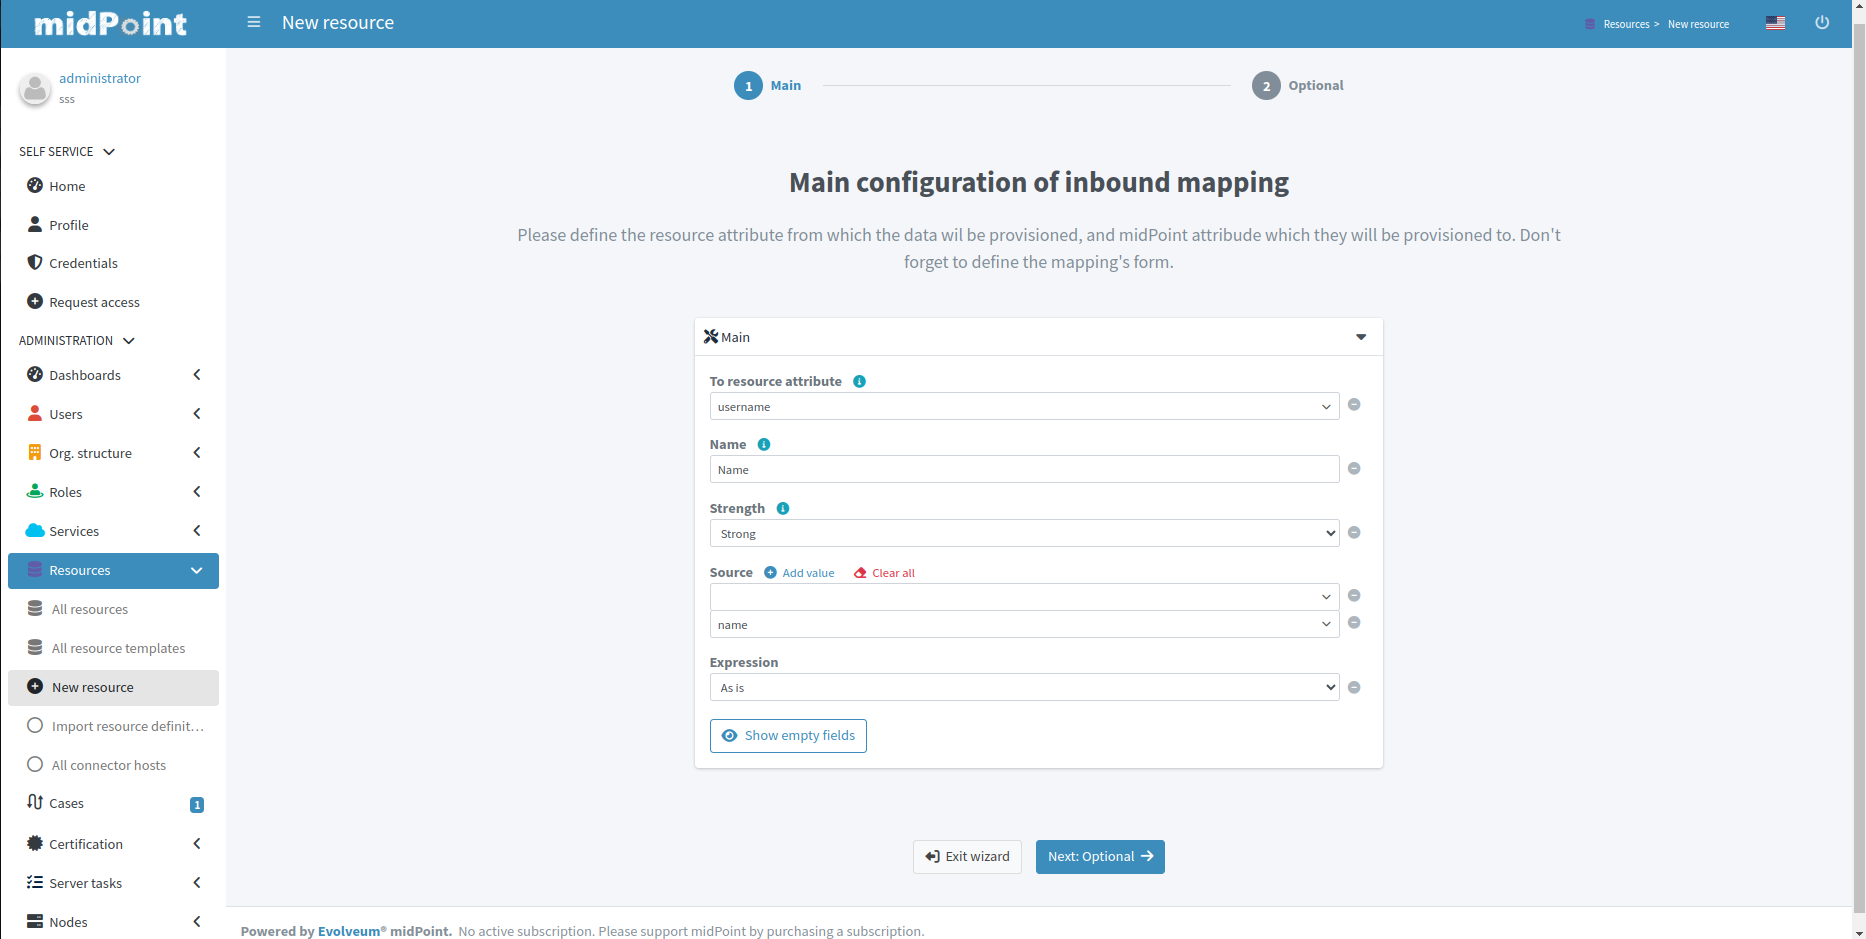 midPoint
New resource
Resources > New resource
administrator
sss
SELF SERVICE
Home
Profile
Credentials
Request access
ADMINISTRATION
Dashboards
Users
Org. structure
Roles
Services
Resources
All resources
All resource templates
New resource
Import resource definit...
All connector hosts
Cases 1
Certification
Server tasks
Nodes
1 Main
2 Optional
Main configuration of inbound mapping
Please define the resource attribute from which the data wil be provisioned, and midPoint attribude which they will be provisioned to. Don't
forget to define the mapping's form.
Main
To resource attribute
username
Name
Name
Strength
Strong
Source Add value Clear all
name
Expression
As is
Show empty fields
Exit wizard Next: Optional
Powered by Evolveum® midPoint. No active subscription. Please support midPoint by purchasing a subscription.